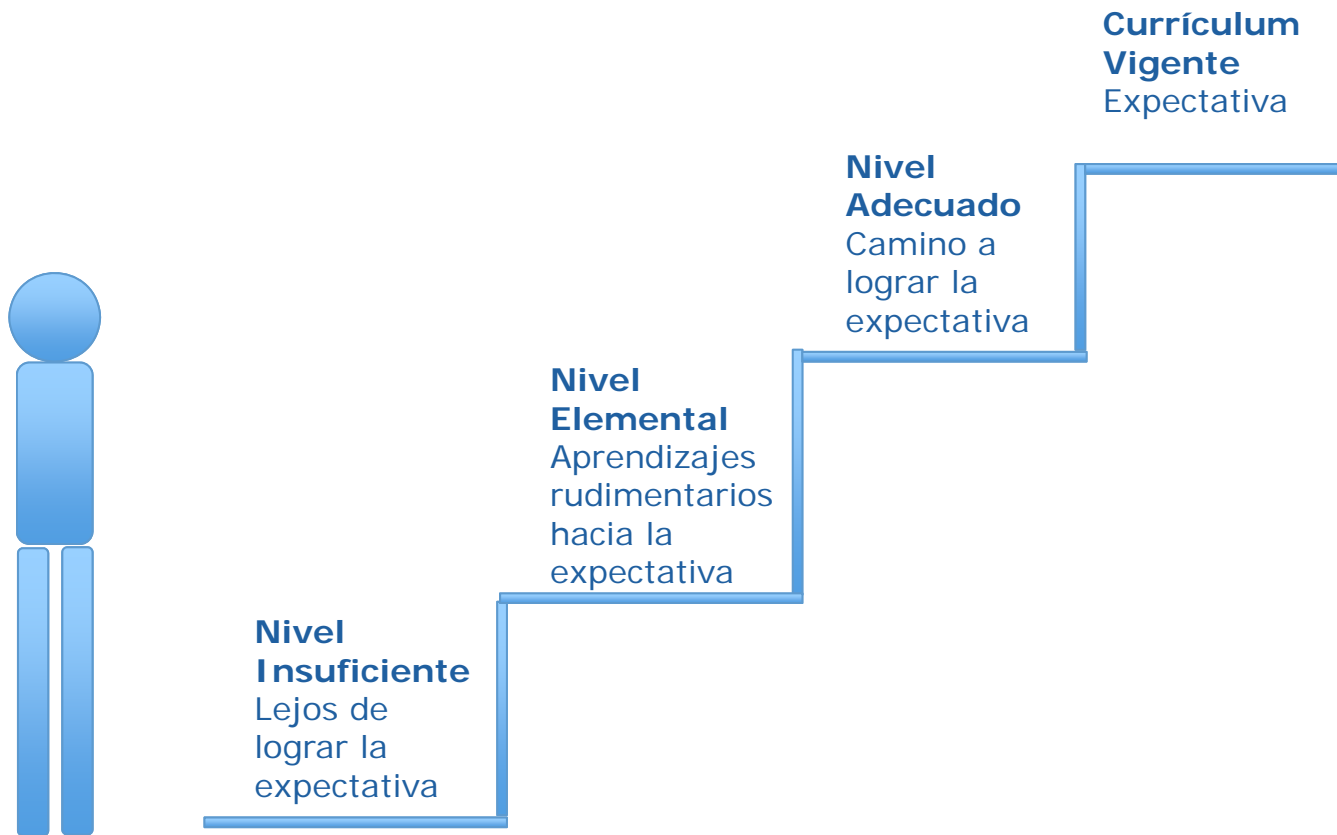 Currículum
Vigente
Expectativa
Nivel
Adecuado
Camino a
lograr la
expectativa
Nivel
Elemental
Aprendizajes
rudimentarios
hacia la
expectativa
Nivel
Insuficiente
Lejos de
lograr la
expectativa